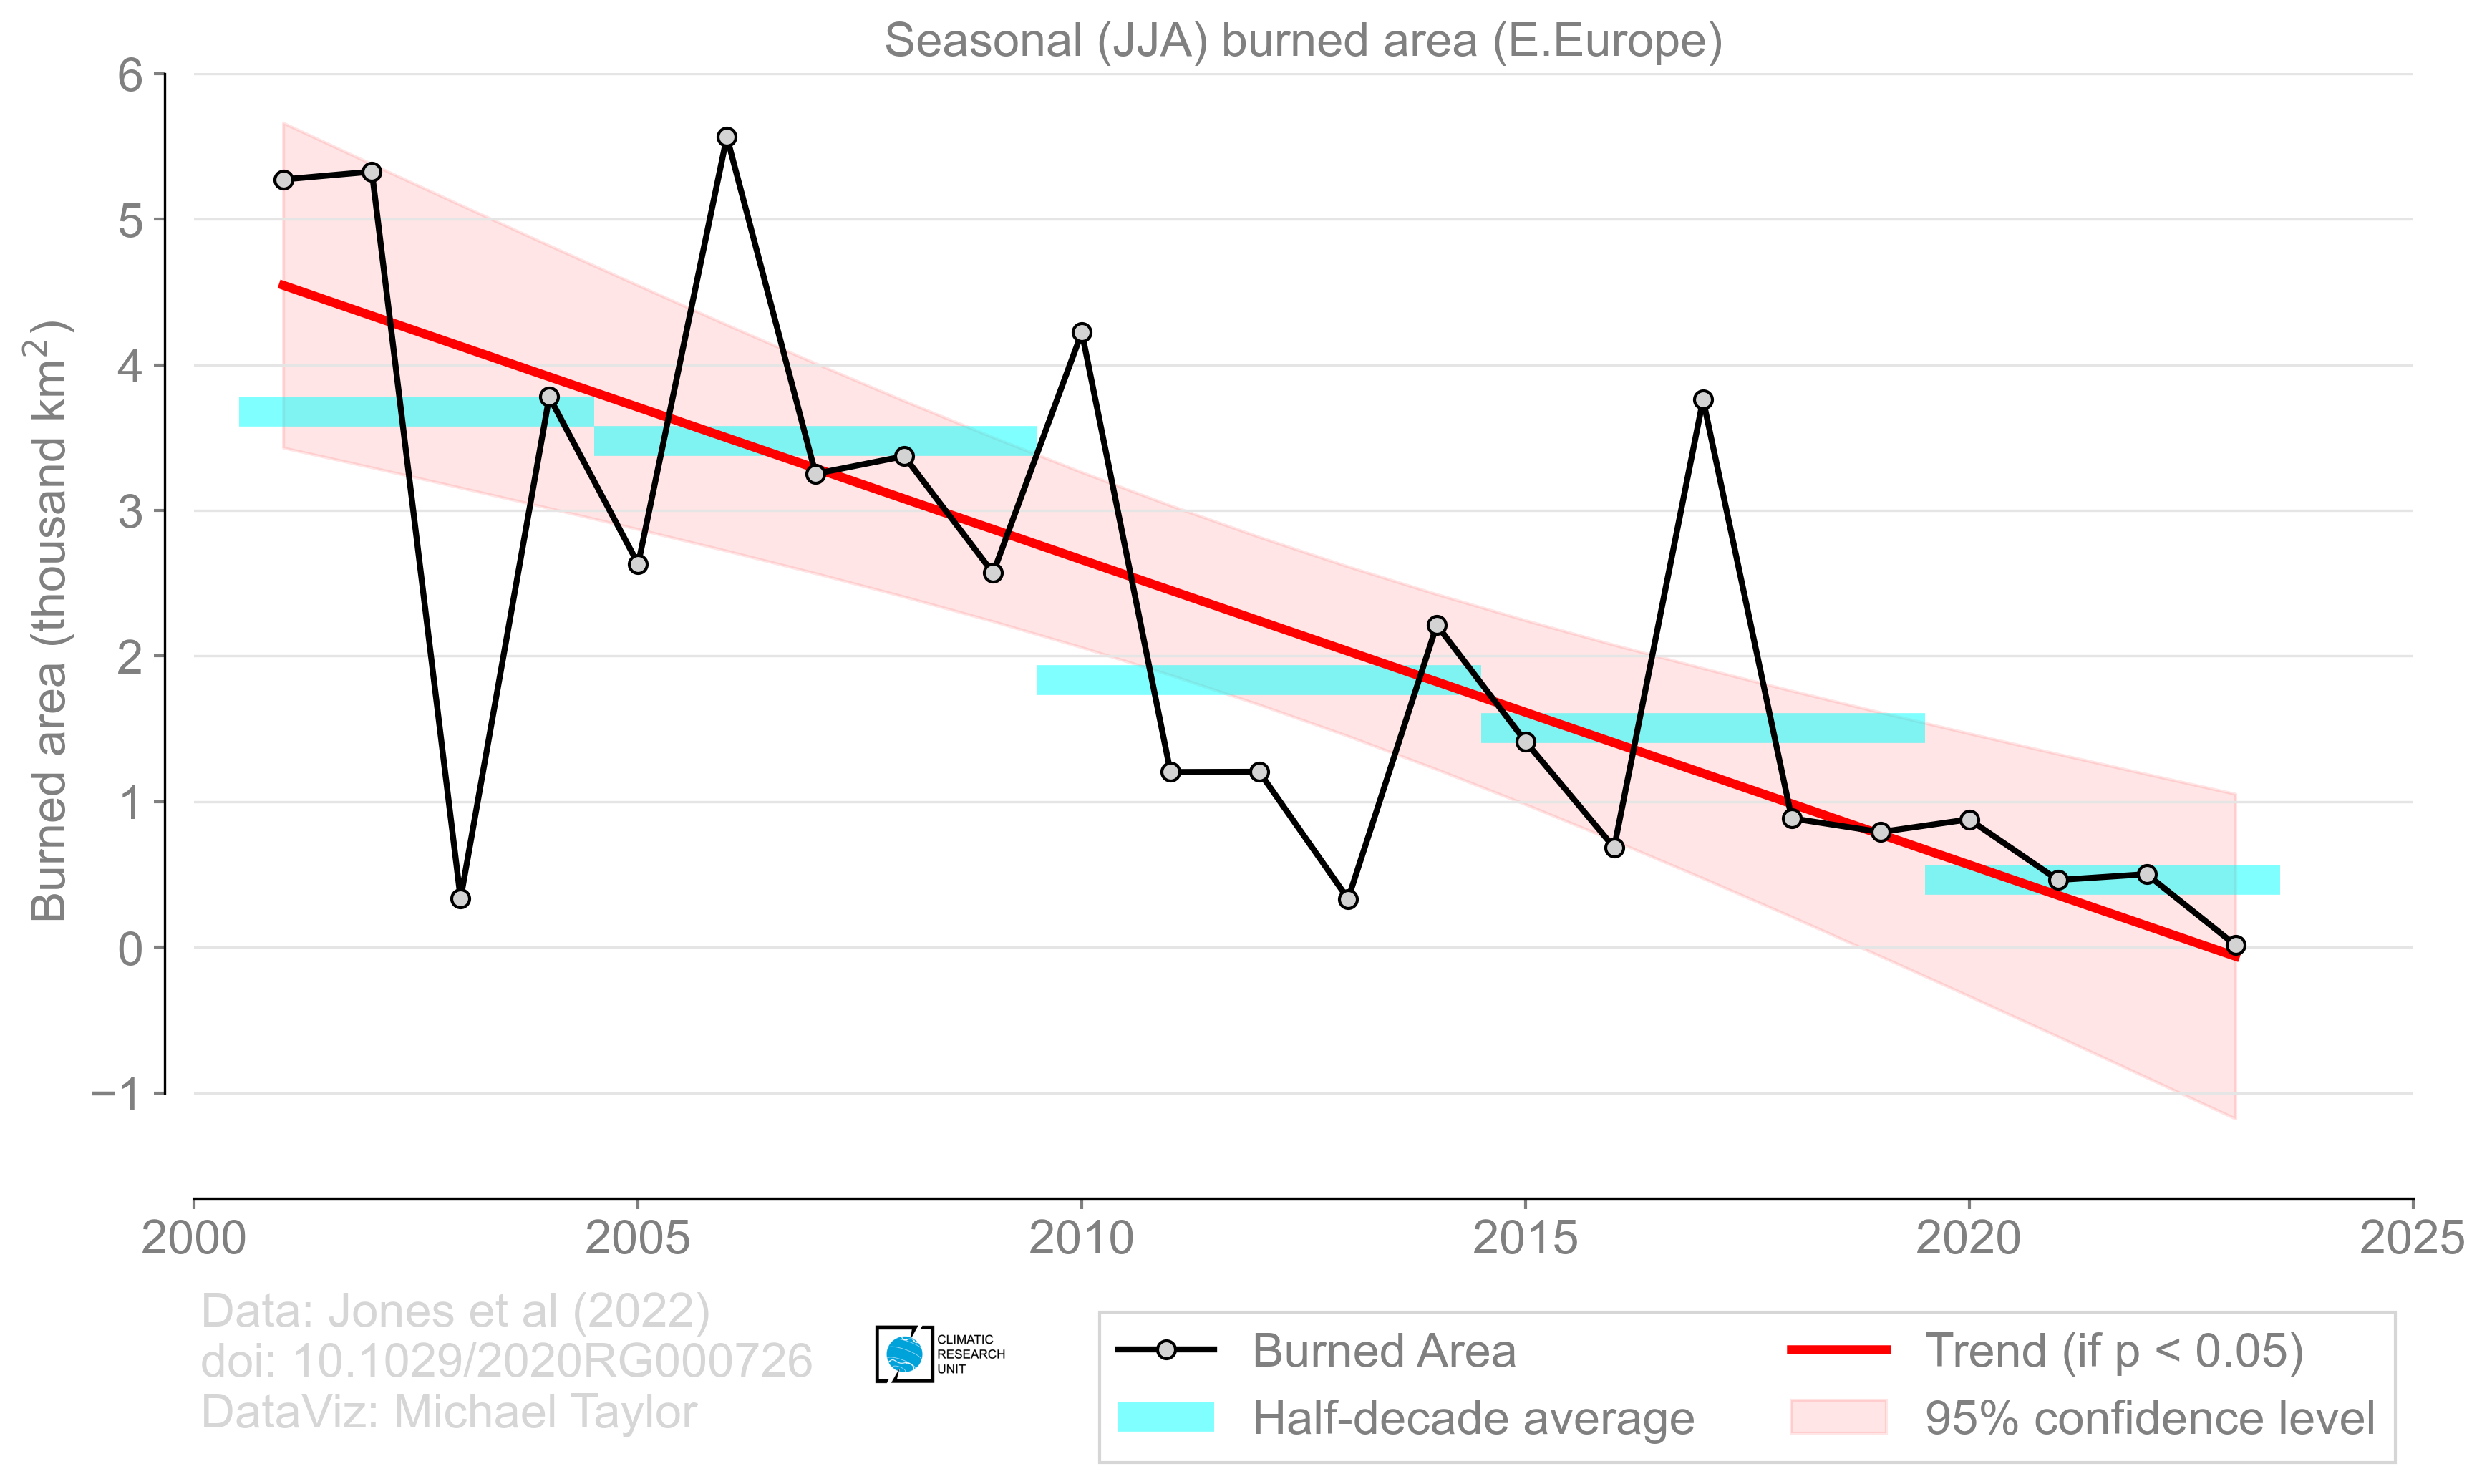 Seasonal (JJA) burned area (E.Europe)
Burned area (thousand km²)
6
5
4
3
2
1
0
−1
2000
2005
2010
2015
2020
2025
Data: Jones et al (2022)
doi: 10.1029/2020RG000726
DataViz: Michael Taylor
CLIMATIC
RESEARCH
UNIT
Burned Area
Half-decade average
Trend (if p < 0.05)
95% confidence level